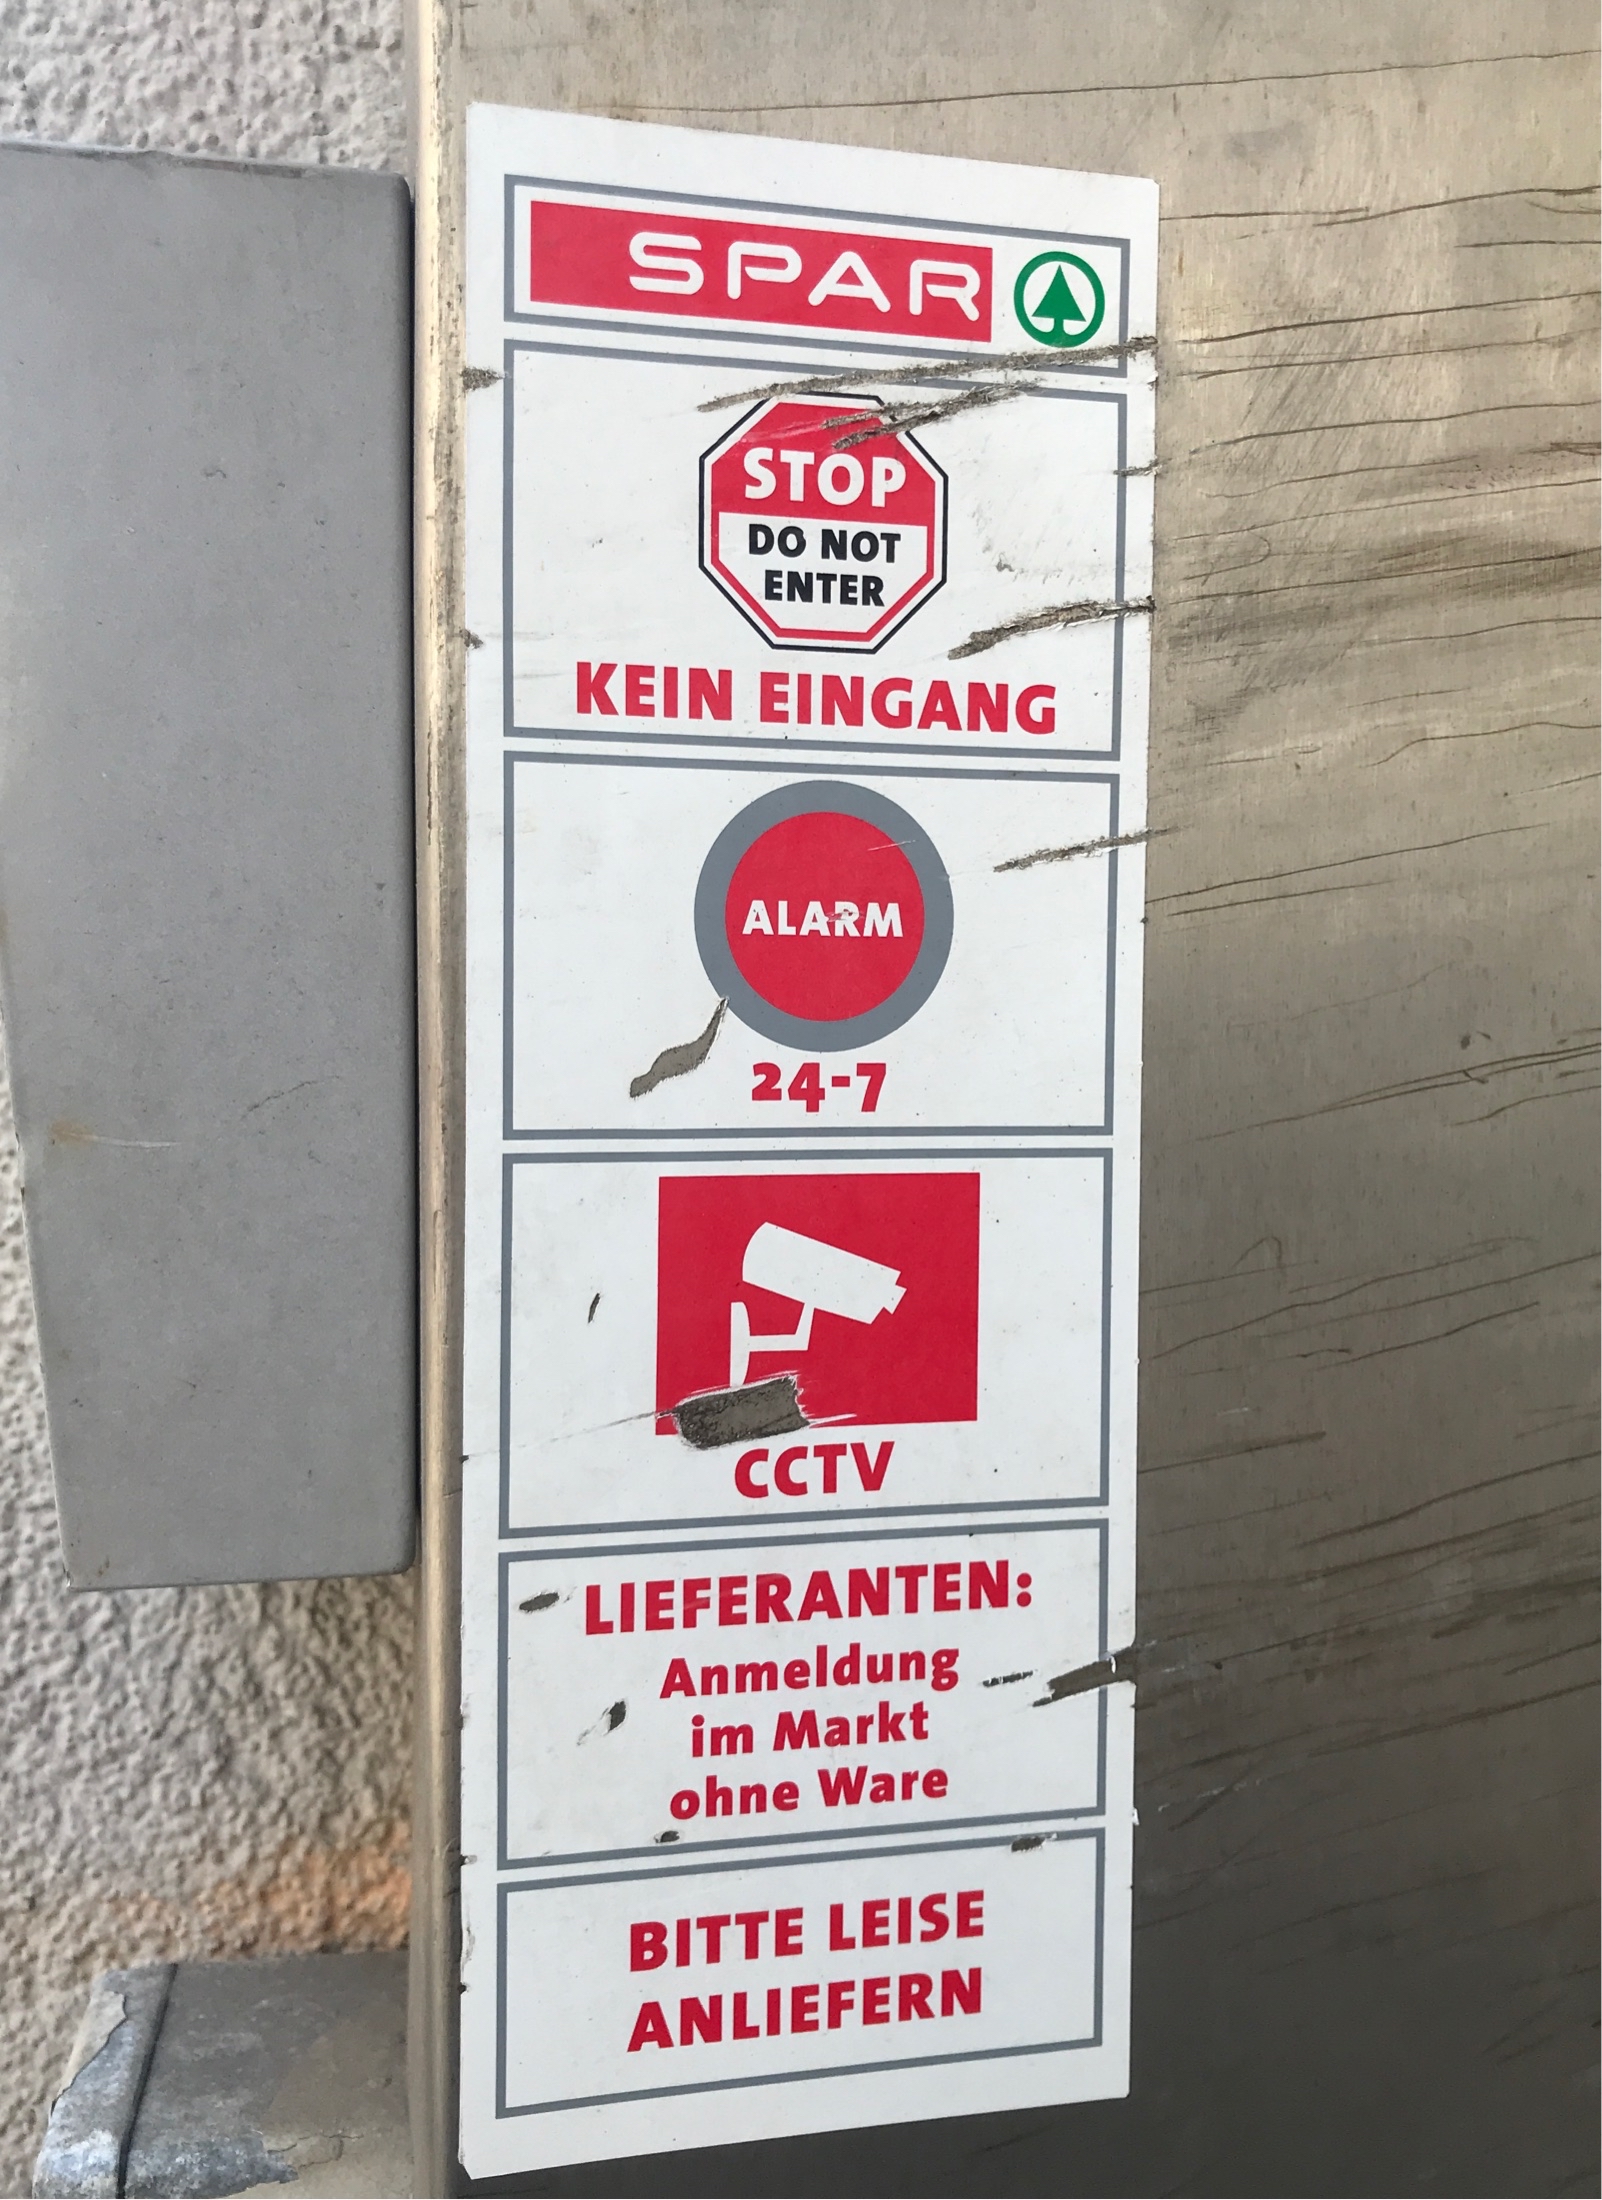 SPAR
STOP
DO NOT
ENTER
KEIN EINGANG
ALARM
24-7
CCTV
LIEFERANTEN:
Anmeldung
im Markt
ohne Ware
BITTE LEISE
ANLIEFERN